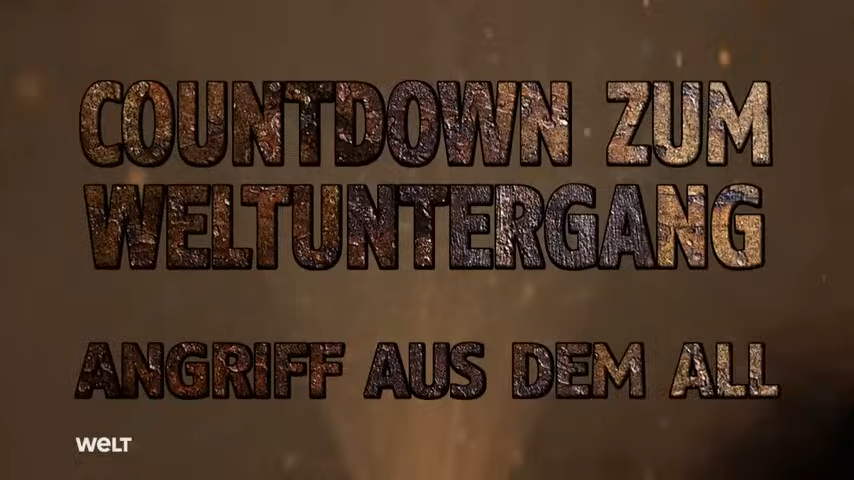 COUNTDOWN ZUM
WELTUNTERGANG
ANGRIFF AUS DEM ALL
WELT